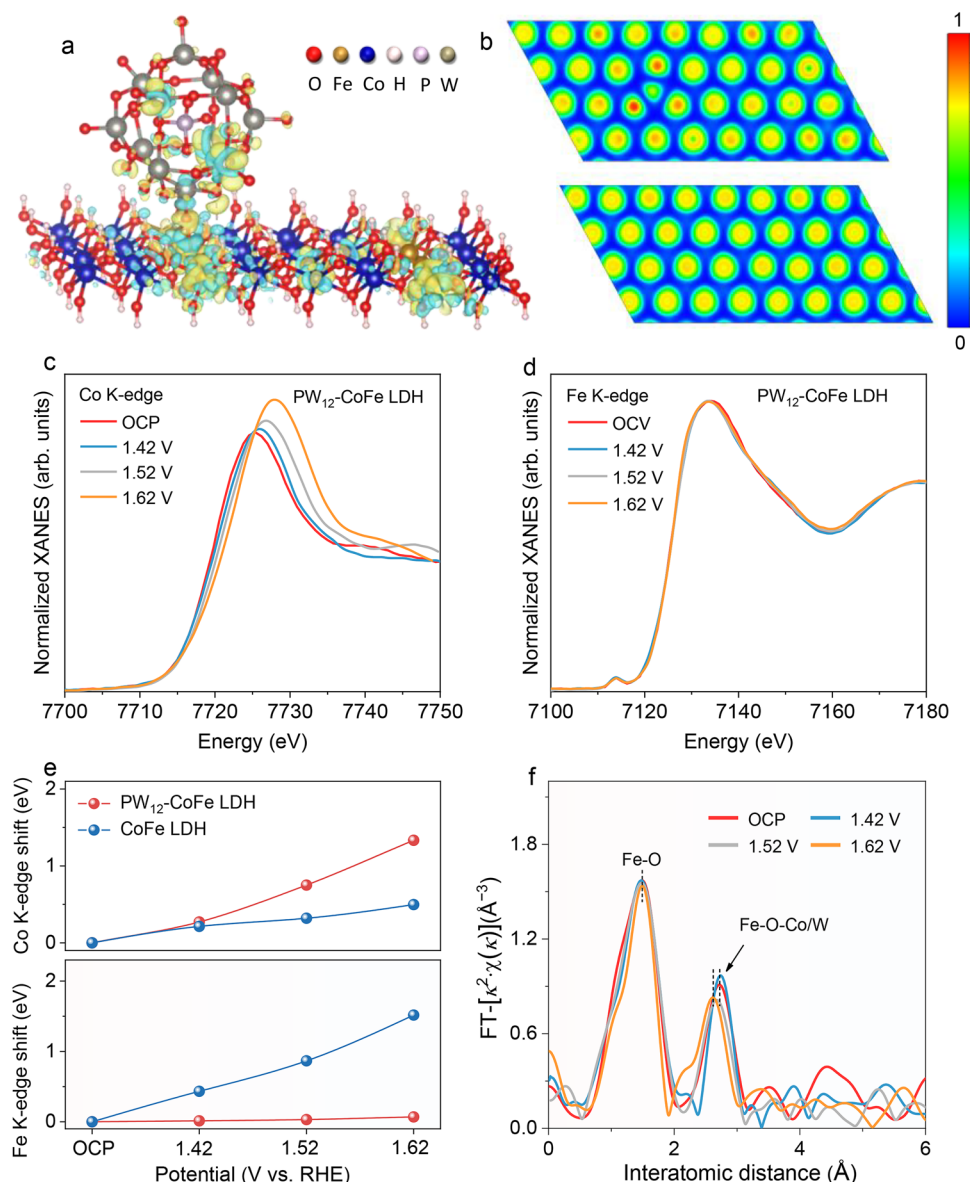 a
O Fe Co H P W
b
1
0
c
Co K-edge
PW₁₂-CoFe LDH
OCP
1.42 V
1.52 V
1.62 V
Normalized XANES (arb. units)
7700 7710 7720 7730 7740 7750
Energy (eV)
d
Fe K-edge
PW₁₂-CoFe LDH
OCV
1.42 V
1.52 V
1.62 V
Normalized XANES (arb. units)
7100 7120 7140 7160 7180
Energy (eV)
e
PW₁₂-CoFe LDH
CoFe LDH
Co K-edge shift (eV)
2
1
0
Fe K-edge shift (eV)
2
1
0
OCP 1.42 1.52 1.62
Potential (V vs. RHE)
f
OCP 1.42 V
1.52 V 1.62 V
Fe-O
Fe-O-Co/W
FT-[κ²·χ(κ)](Å⁻³)
1.8
1.2
0.6
0.0
0 2 4 6
Interatomic distance (Å)